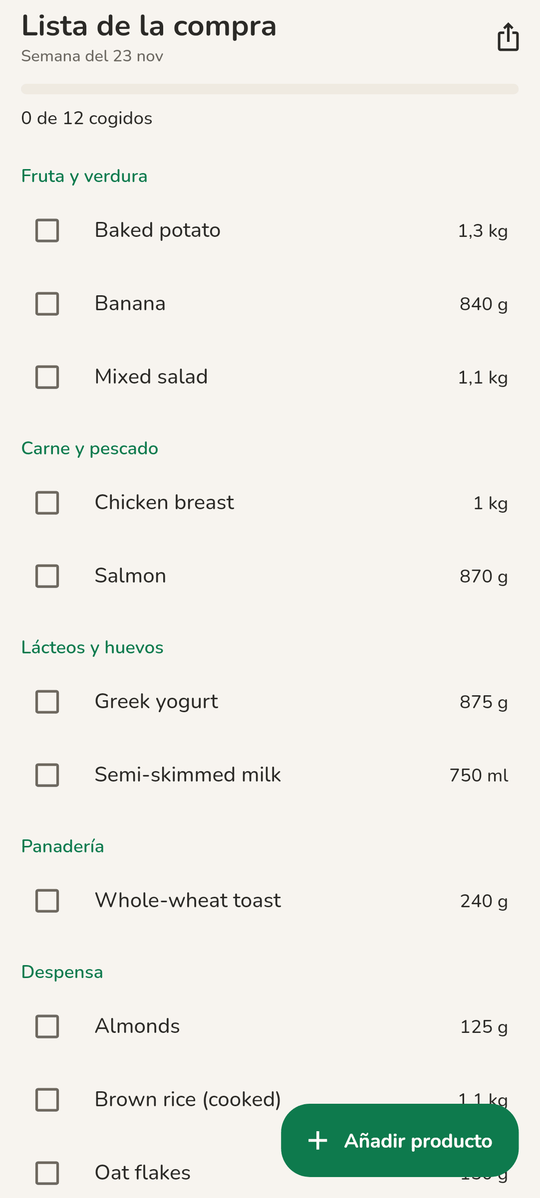 Lista de la compra
Semana del 23 nov
0 de 12 cogidos
Fruta y verdura
Baked potato 1,3 kg
Banana 840 g
Mixed salad 1,1 kg
Carne y pescado
Chicken breast 1 kg
Salmon 870 g
Lácteos y huevos
Greek yogurt 875 g
Semi-skimmed milk 750 ml
Panadería
Whole-wheat toast 240 g
Despensa
Almonds 125 g
Brown rice (cooked) 1,1 kg
Añadir producto
Oat flakes